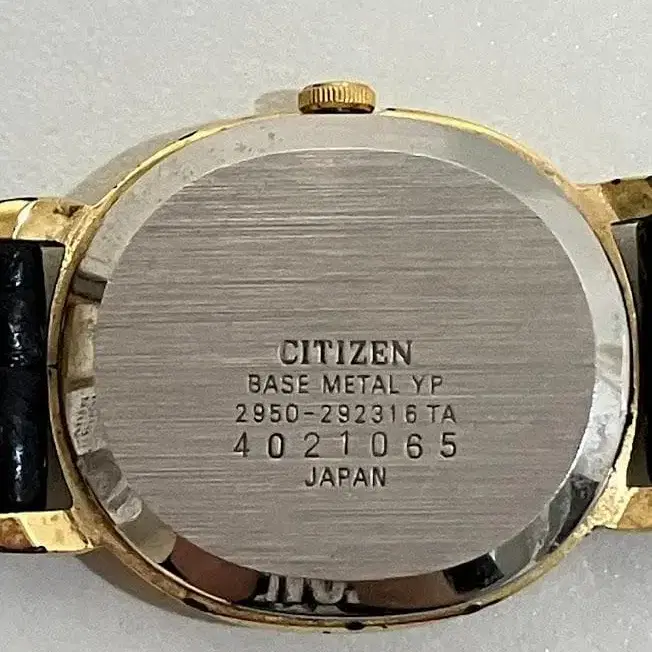 CITIZEN
BASE METAL YP
2950-292316 TA
4021065
JAPAN